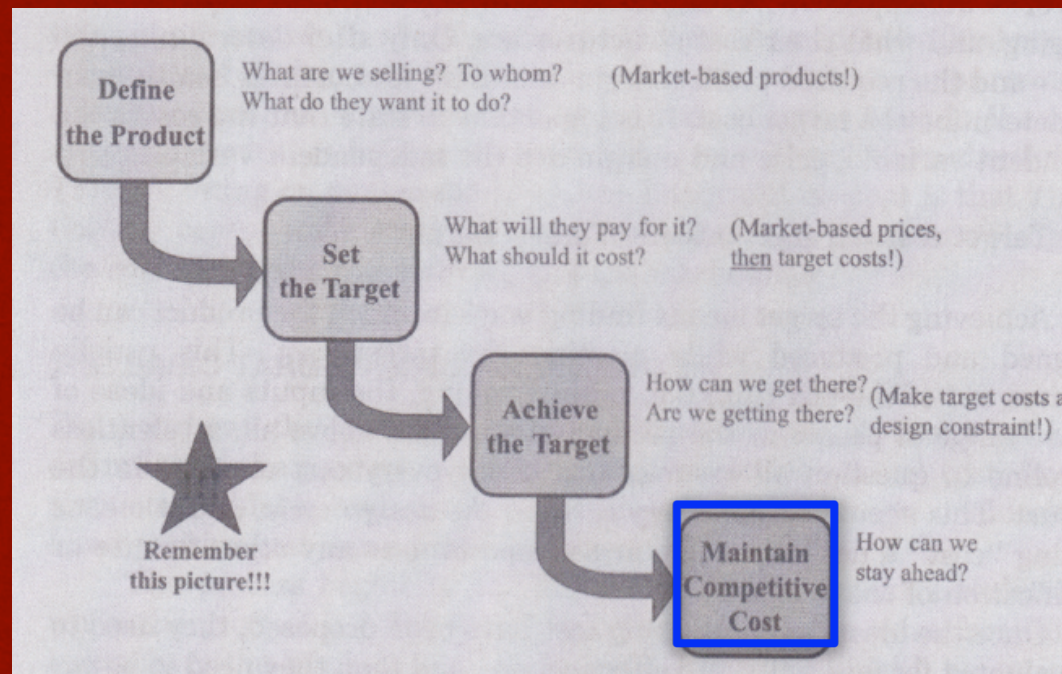 Define
the Product
What are we selling? To whom? (Market-based products!)
What do they want it to do?
Set
the Target
What will they pay for it? (Market-based prices,
What should it cost? then target costs!)
Achieve
the Target
How can we get there? (Make target costs a
Are we getting there? design constraint!)
Maintain
Competitive
Cost
How can we
stay ahead?
Remember
this picture!!!